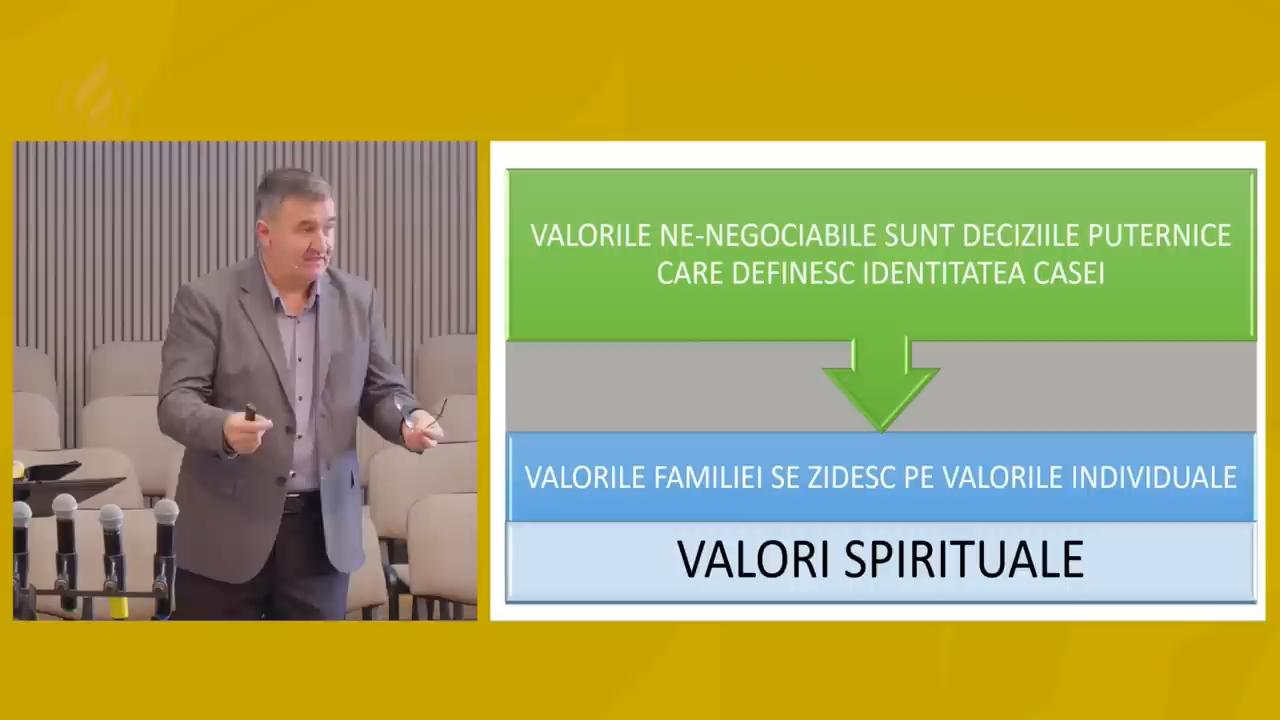 VALORILE NE-NEGOCIABILE SUNT DECIZIILE PUTERNICE
CARE DEFINESC IDENTITATEA CASEI
VALORILE FAMILIEI SE ZIDESC PE VALORILE INDIVIDUALE
VALORI SPIRITUALE